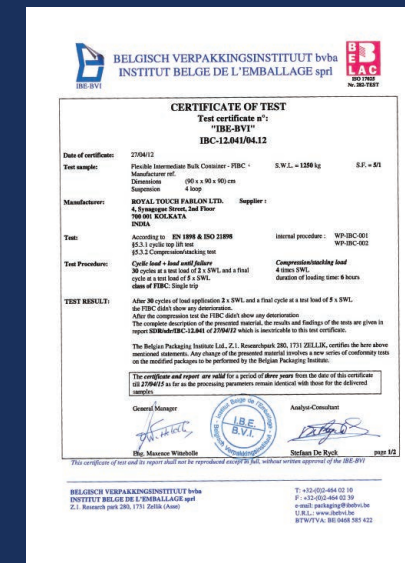 BELGISCH VERPAKKINGSINSTITUUT bvba
INSTITUT BELGE DE L'EMBALLAGE sprl
IBE-BVI
BELAC
ISO 17025
Nr. 282-TEST
CERTIFICATE OF TEST
Test certificate n°:
"IBE-BVI"
IBC-12.041/04.12
Date of certificate: 27/04/12
Test sample: Flexible Intermediate Bulk Container - FIBC S.W.L. = 1250 kg S.F. = 5/1
Manufacturer ref.
Dimensions (90 x 90 x 90) cm
Suspension 4 loop
Manufacturer: ROYAL TOUCH FABLON LTD. Supplier :
4, Synagogue Street, 2nd Floor
700 001 KOLKATA
INDIA
Test: According to EN 1898 & ISO 21898 internal procedure : WP-IBC-001
§5.3.1 cyclic top lift test WP-IBC-002
§5.3.2 Compression/stacking test
Test Procedure: Cyclic load + load until failure Compression/stacking load
30 cycles at a test load of 2 x SWL and a final 4 times SWL
cycle at a test load of 5 x SWL duration of loading time: 6 hours
class of FIBC: Single trip
TEST RESULT: After 30 cycles of load application 2 x SWL and a final cycle at a test load of 5 x SWL
the FIBC didn't show any deterioration.
After the compression test the FIBC didn't show any deterioration
The complete description of the presented material, the results and findings of the tests are given in
report SDR/sdr/IBC-12.041 of 27/04/12 which is inextricable to this test certificate.
The Belgian Packaging Institute Ltd., Z.1. Researchpark 280, 1731 ZELLIK, certifies the here above
mentioned statements. Any change of the presented material involves a new series of conformity tests
on the modified packages to be performed by the Belgian Packaging Institute.
The certificate and report are valid for a period of three years from the date of this certificate
till 27/04/15 as far as the processing parameters remain identical with those for the delivered
samples
General Manager Analyst-Consultant
I.B.E.
B.V.I.
Eng. Maxence Witteholle Stefaan De Ryck page 1/2
This certificate of test and its report shall not be reproduced except in full, without written approval of the IBE-BVI
BELGISCH VERPAKKINGSINSTITUUT bvba
INSTITUT BELGE DE L'EMBALLAGE sprl
Z.1. Research park 280, 1731 Zellik (Asse)
T: +32-(0)2-464 02 10
F : +32-(0)2-464 02 39
e-mail: packaging@ibebvi.be
U.R.L.: www.ibebvi.be
BTW/TVA: BE 0468 585 422